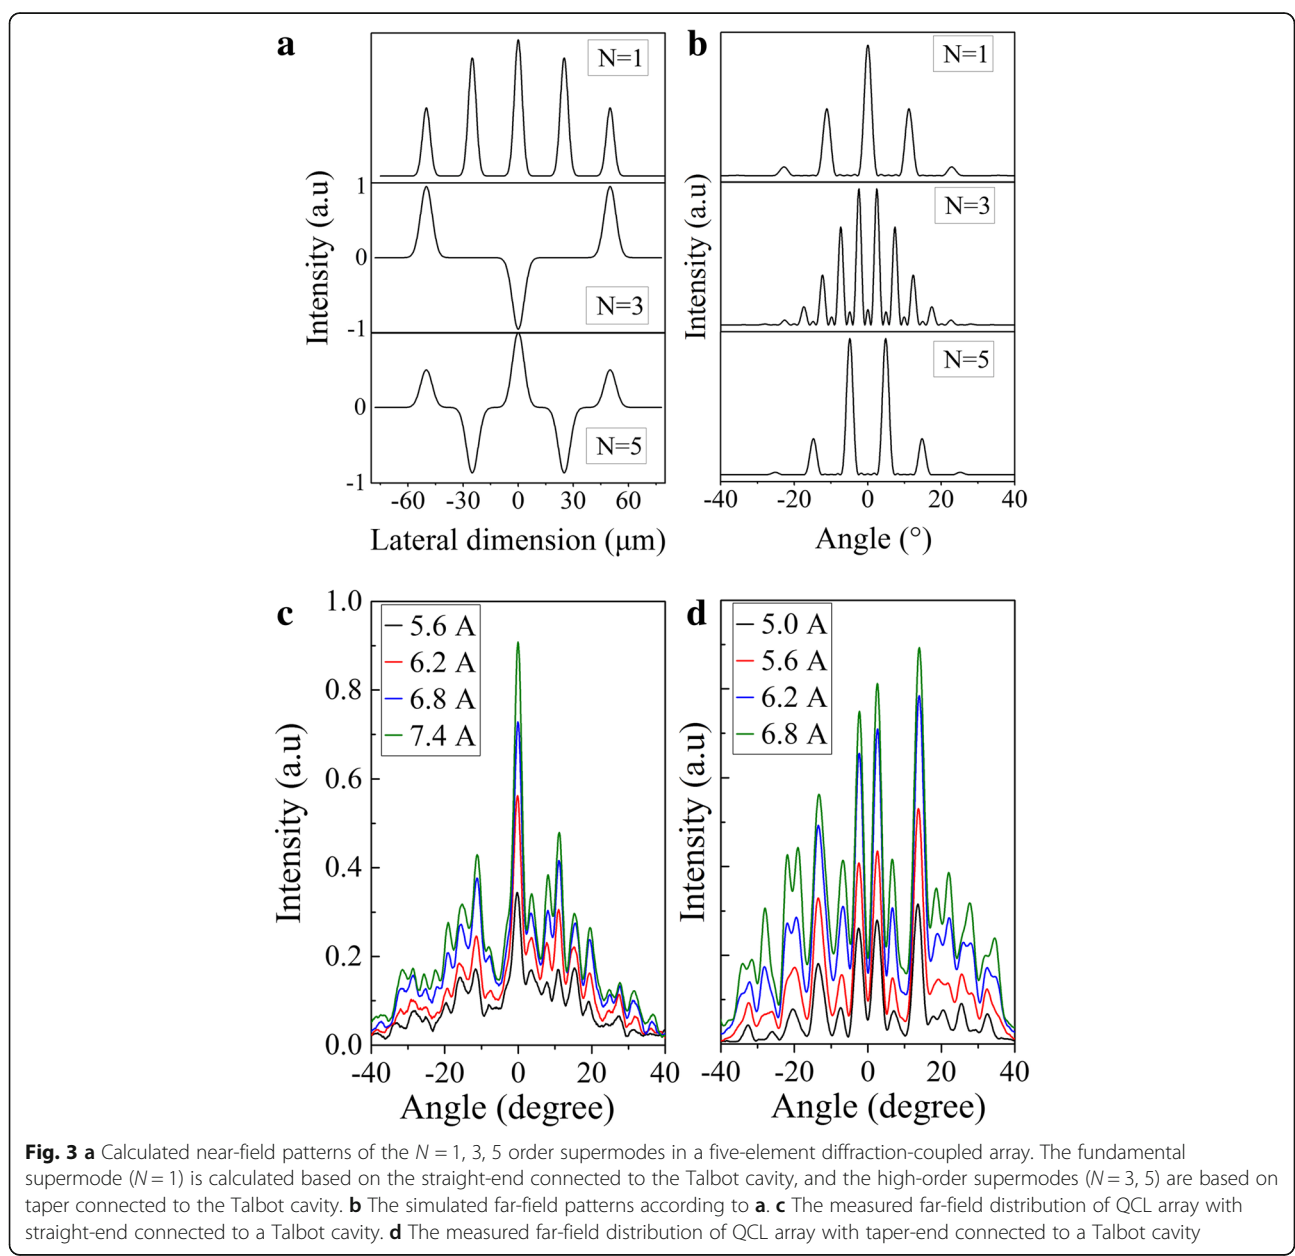 a
b
N=1
N=1
Intensity (a.u)
1
0
-1
N=3
Intensity (a.u)
N=3
0
-1
N=5
N=5
-60 -30 0 30 60
-40 -20 0 20 40
Lateral dimension (μm)
Angle (°)
c
1.0
0.8
0.6
0.4
0.2
0.0
5.6 A
6.2 A
6.8 A
7.4 A
Intensity (a.u)
-40 -20 0 20 40
Angle (degree)
d
5.0 A
5.6 A
6.2 A
6.8 A
Intensity (a.u)
-40 -20 0 20 40
Angle (degree)
Fig. 3 a Calculated near-field patterns of the N = 1, 3, 5 order supermodes in a five-element diffraction-coupled array. The fundamental
supermode (N = 1) is calculated based on the straight-end connected to the Talbot cavity, and the high-order supermodes (N = 3, 5) are based on
taper connected to the Talbot cavity. b The simulated far-field patterns according to a. c The measured far-field distribution of QCL array with
straight-end connected to a Talbot cavity. d The measured far-field distribution of QCL array with taper-end connected to a Talbot cavity